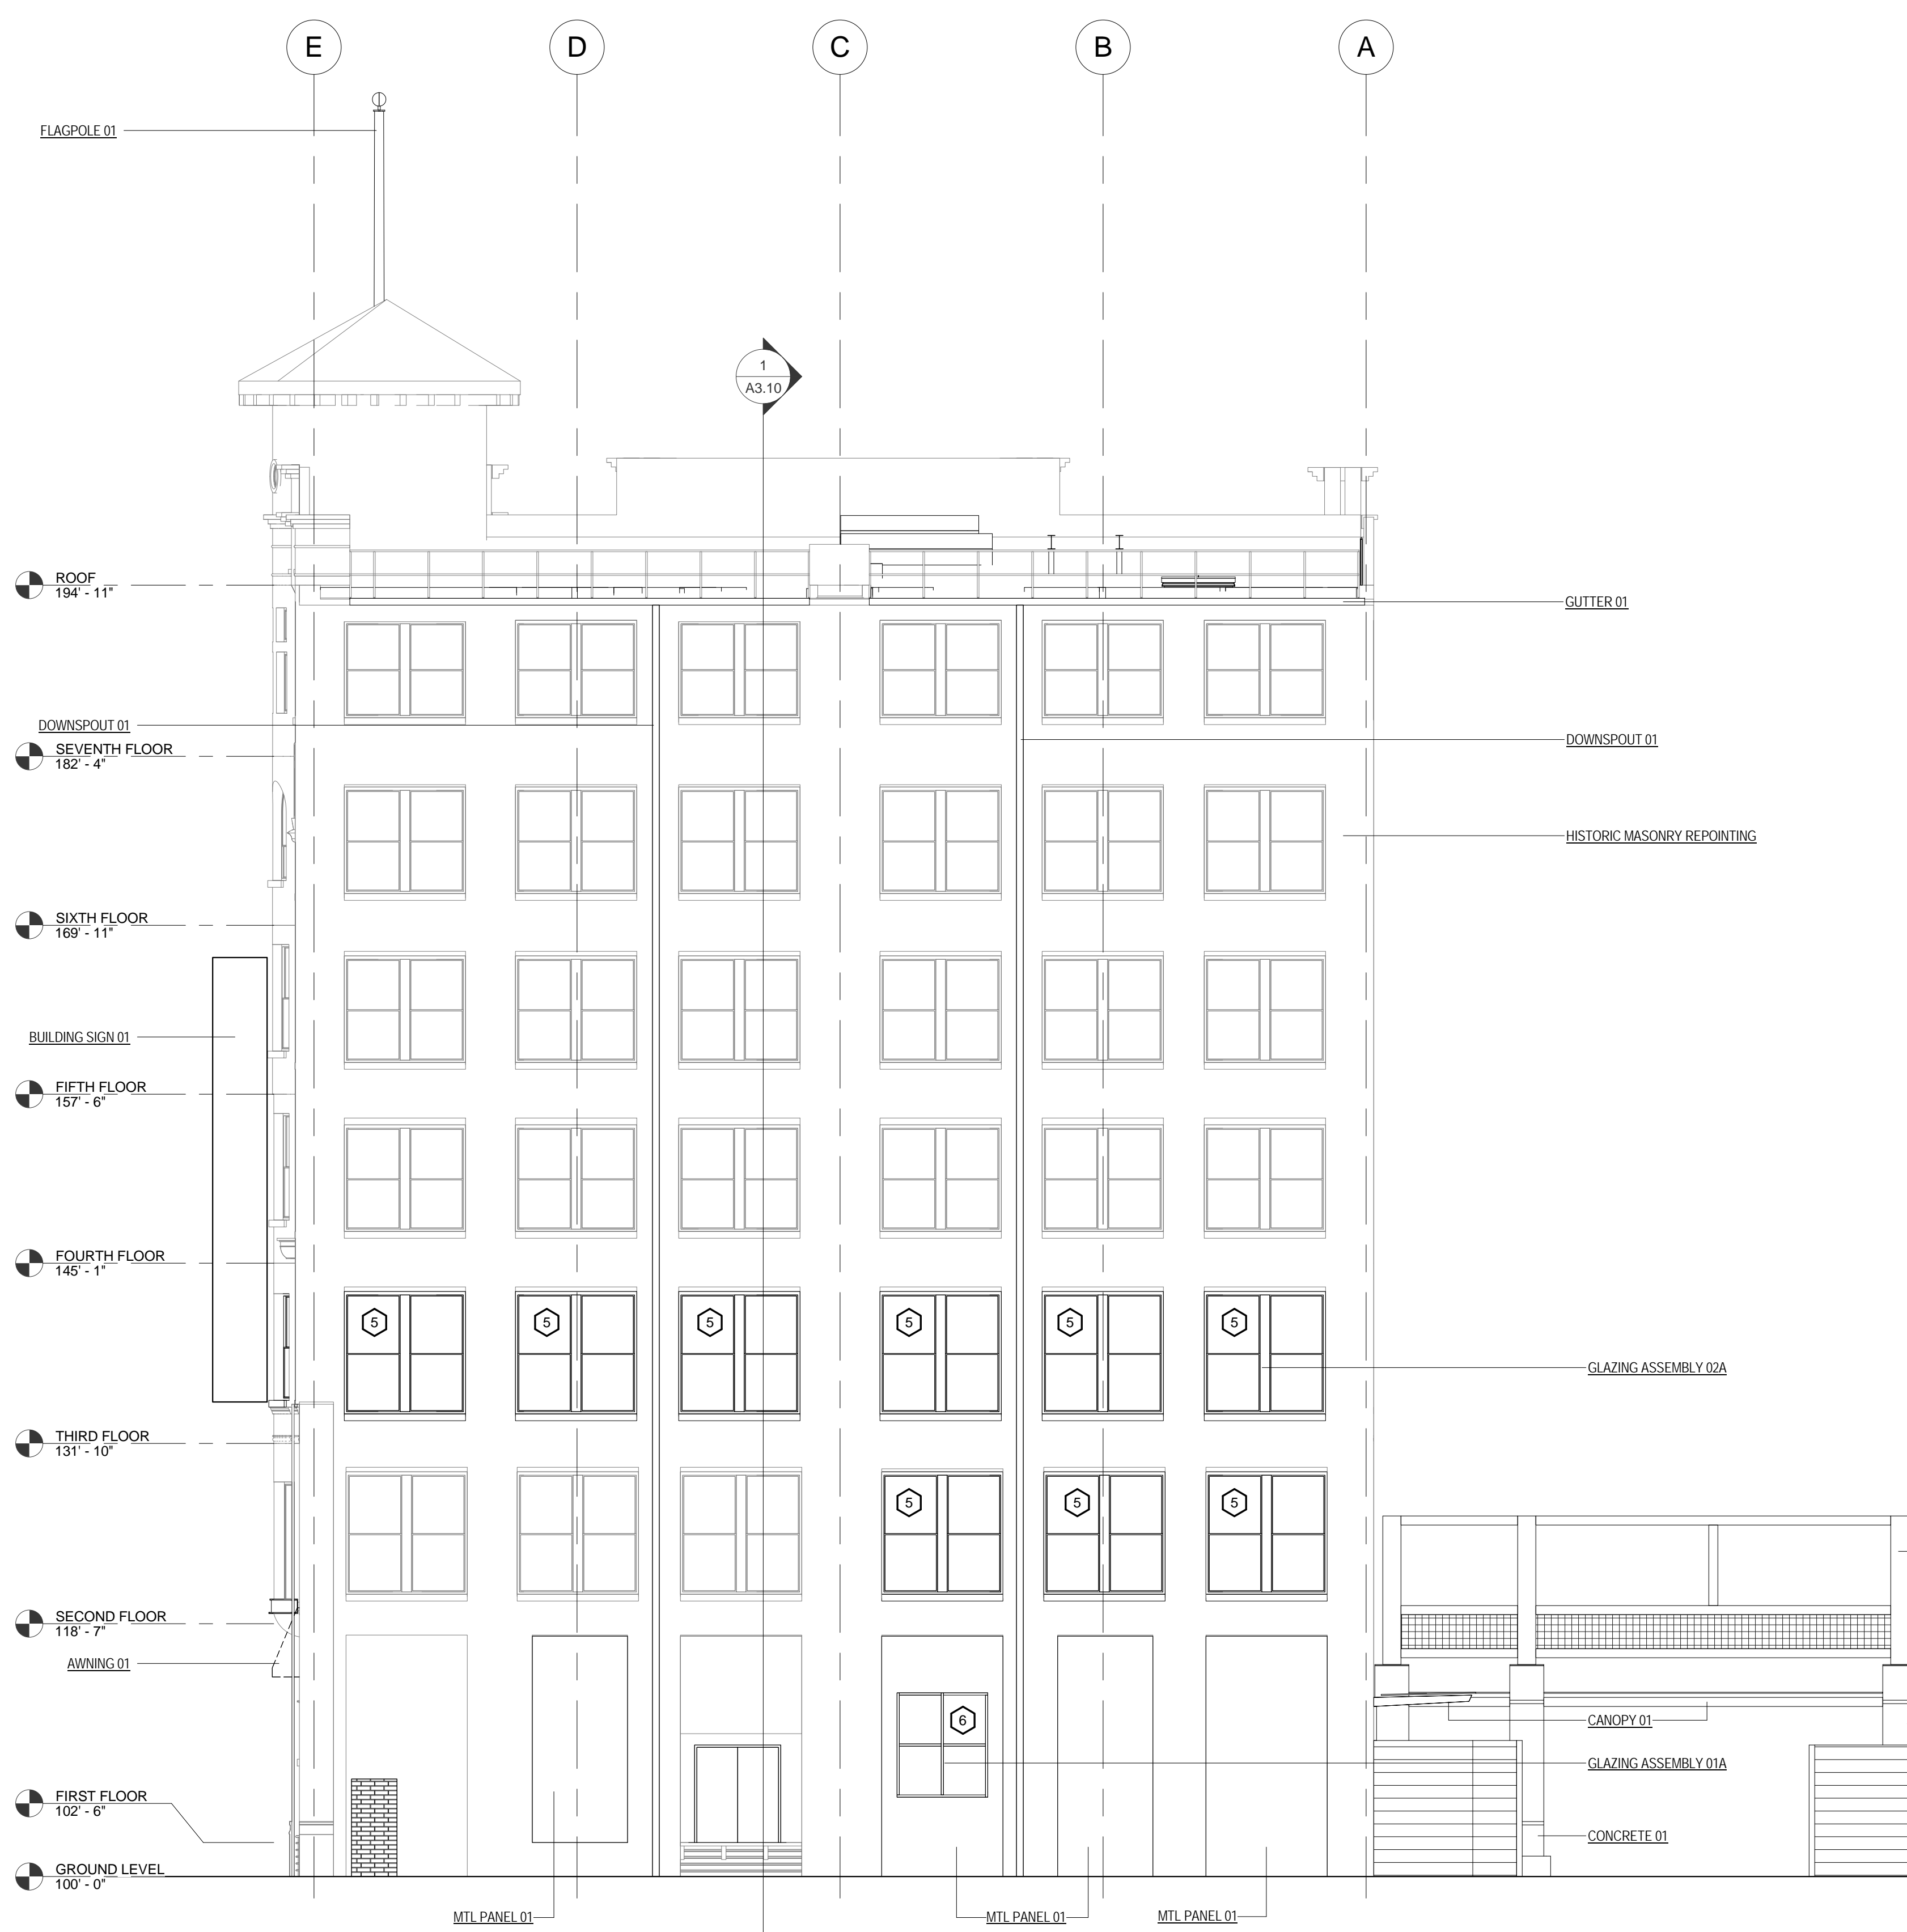 E
D
C
B
A
FLAGPOLE 01
1
A3.10
ROOF
194' - 11"
GUTTER 01
DOWNSPOUT 01
DOWNSPOUT 01
SEVENTH FLOOR
182' - 4"
HISTORIC MASONRY REPOINTING
SIXTH FLOOR
169' - 11"
BUILDING SIGN 01
FIFTH FLOOR
157' - 6"
FOURTH FLOOR
145' - 1"
5
5
5
5
5
5
GLAZING ASSEMBLY 02A
THIRD FLOOR
131' - 10"
5
5
5
SECOND FLOOR
118' - 7"
AWNING 01
6
CANOPY 01
GLAZING ASSEMBLY 01A
FIRST FLOOR
102' - 6"
CONCRETE 01
GROUND LEVEL
100' - 0"
MTL PANEL 01
MTL PANEL 01
MTL PANEL 01